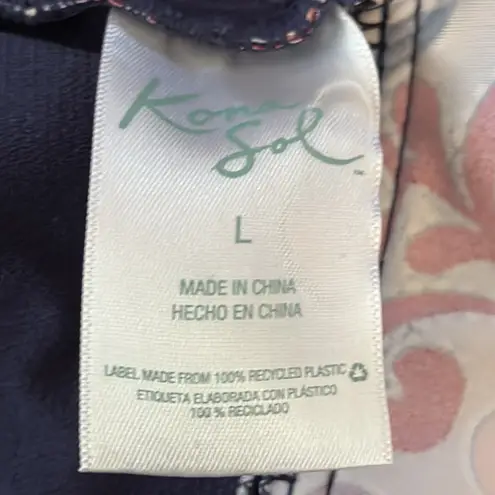 Kona
Sol™
L
MADE IN CHINA
HECHO EN CHINA
LABEL MADE FROM 100% RECYCLED PLASTIC
ETIQUETA ELABORADA CON PLÁSTICO
100 % RECICLADO